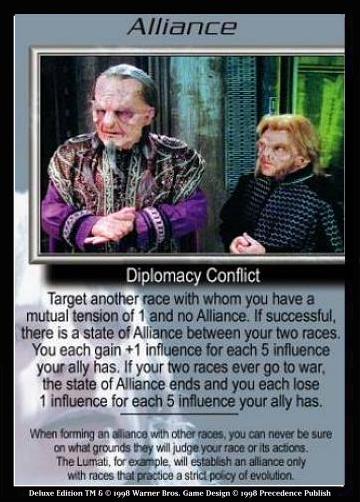 Alliance
Diplomacy Conflict
Target another race with whom you have a
mutual tension of 1 and no Alliance. If successful,
there is a state of Alliance between your two races.
You each gain +1 influence for each 5 influence
your ally has. If your two races ever go to war,
the state of Alliance ends and you each lose
1 influence for each 5 influence your ally has.
When forming an alliance with other races, you can never be sure
on what grounds they will judge your race or its actions.
The Lumati, for example, will establish an alliance only
with races that practice a strict policy of evolution.
Deluxe Edition TM & © 1998 Warner Bros. Game Design © 1998 Precedence Publish